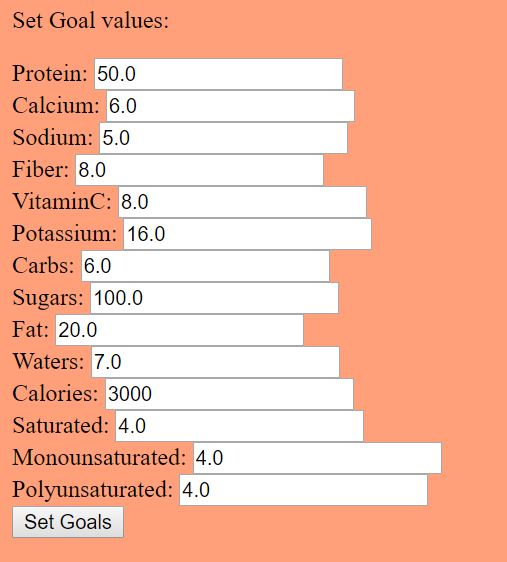 Set Goal values:
Protein: 50.0
Calcium: 6.0
Sodium: 5.0
Fiber: 8.0
VitaminC: 8.0
Potassium: 16.0
Carbs: 6.0
Sugars: 100.0
Fat: 20.0
Waters: 7.0
Calories: 3000
Saturated: 4.0
Monounsaturated: 4.0
Polyunsaturated: 4.0
Set Goals